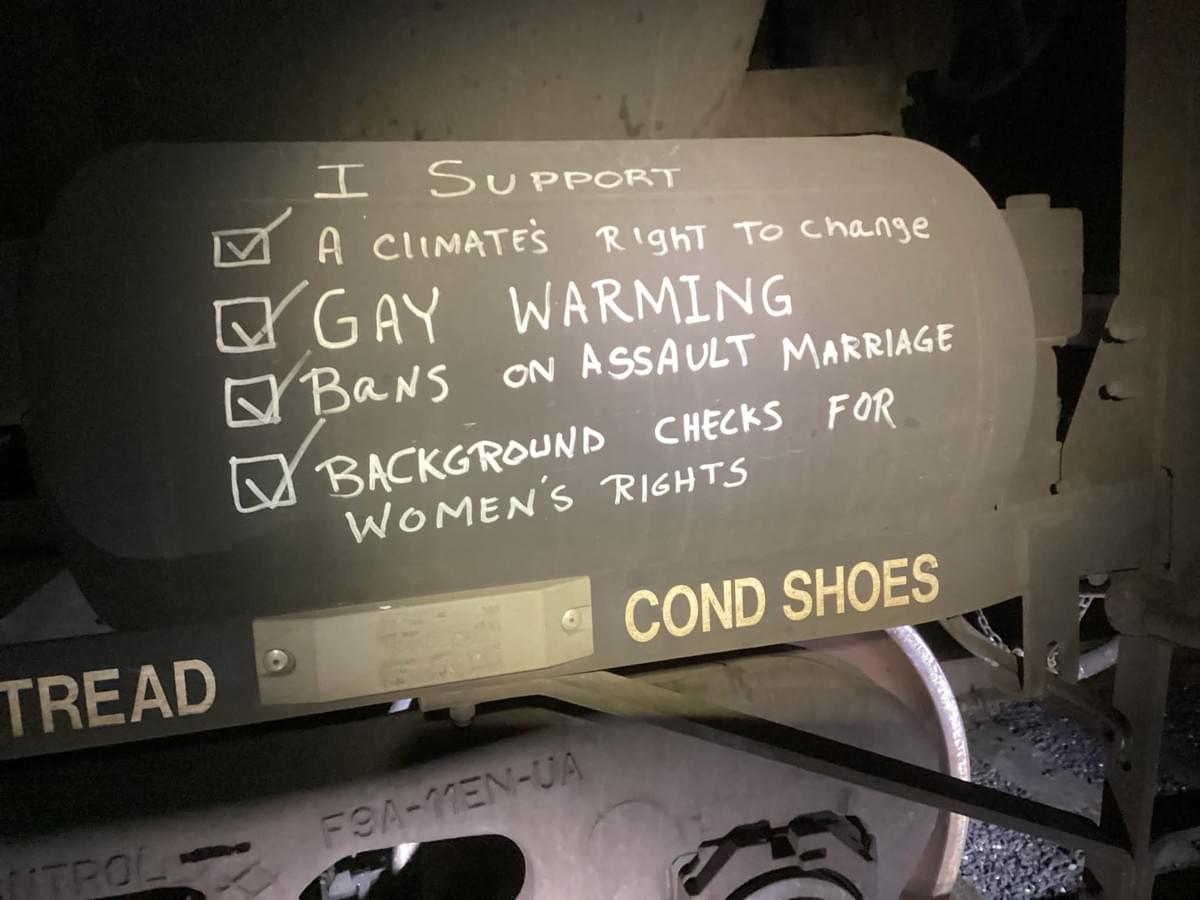 I SUPPORT
A CLIMATE'S RIghT TO change
GAY WARMING
BaNS ON ASSAULT MARRIAGE
BACKGROUND CHECKS FOR
WOMEN'S RIGHTS
COND SHOES
TREAD
F9A-11EN-UA